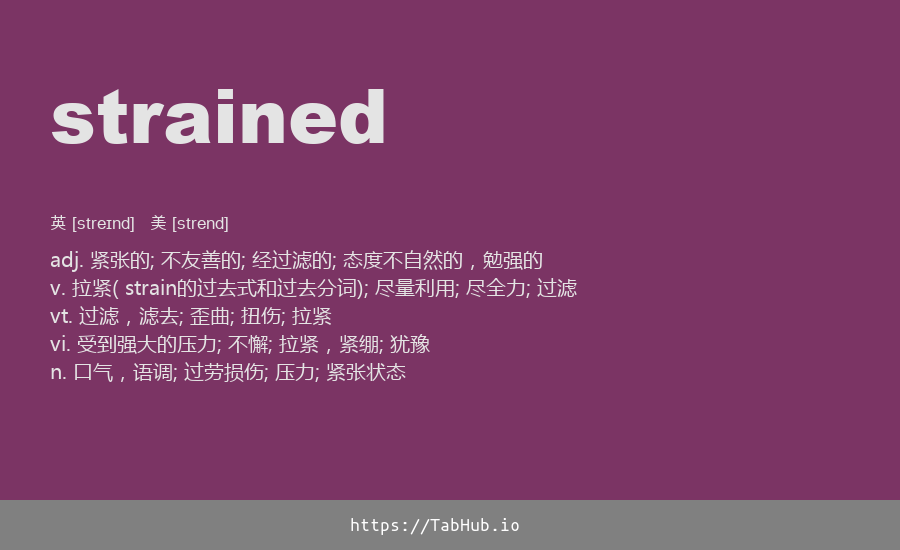 strained
英 [streɪnd] 美 [strend]
adj. 紧张的; 不友善的; 经过滤的; 态度不自然的，勉强的
v. 拉紧( strain的过去式和过去分词); 尽量利用; 尽全力; 过滤
vt. 过滤，滤去; 歪曲; 扭伤; 拉紧
vi. 受到强大的压力; 不懈; 拉紧，紧绷; 犹豫
n. 口气，语调; 过劳损伤; 压力; 紧张状态
https://TabHub.io